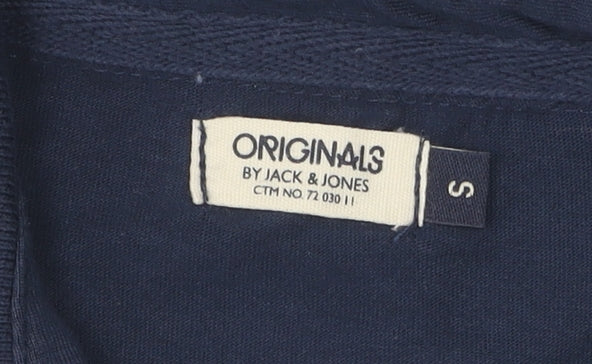 ORIGINALS
BY JACK & JONES
CTM NO. 72 030 11
S